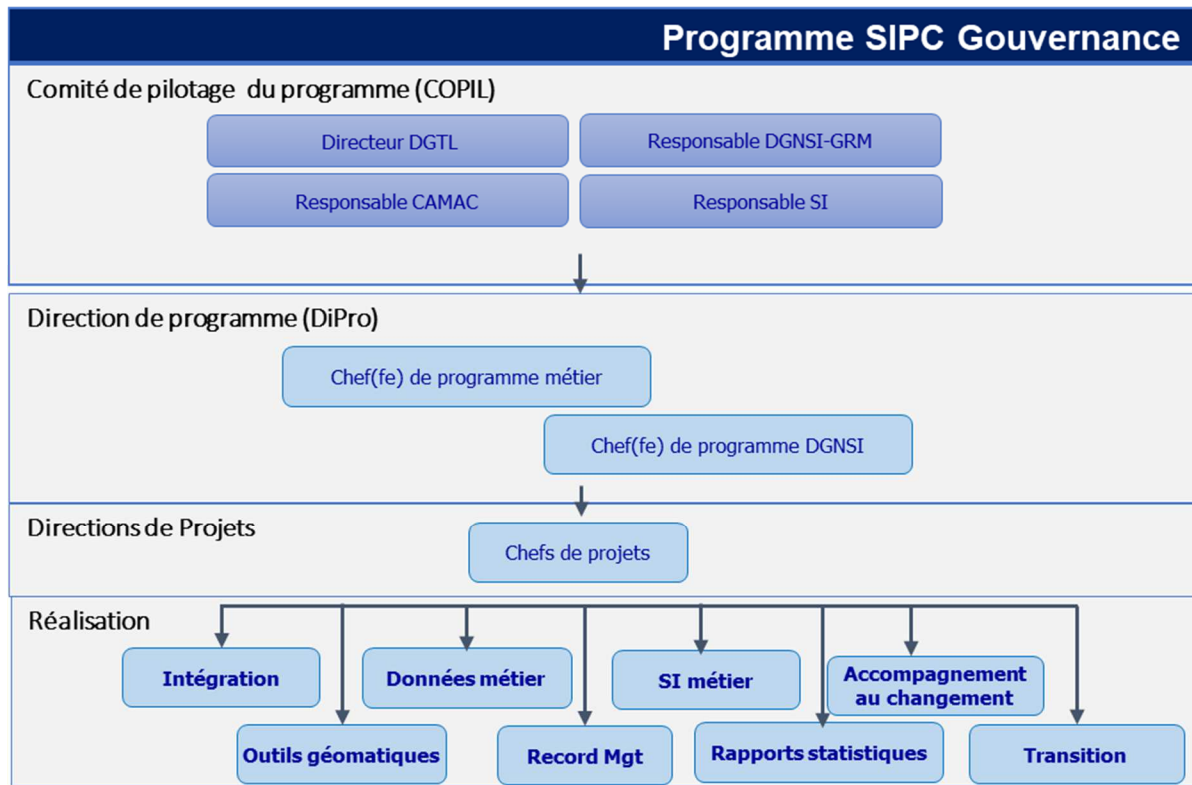 Programme SIPC Gouvernance
Comité de pilotage du programme (COPIL)
Directeur DGTL
Responsable DGNSI-GRM
Responsable CAMAC
Responsable SI
Direction de programme (DiPro)
Chef(fe) de programme métier
Chef(fe) de programme DGNSI
Directions de Projets
Chefs de projets
Réalisation
Intégration
Données métier
SI métier
Accompagnement
au changement
Outils géomatiques
Record Mgt
Rapports statistiques
Transition